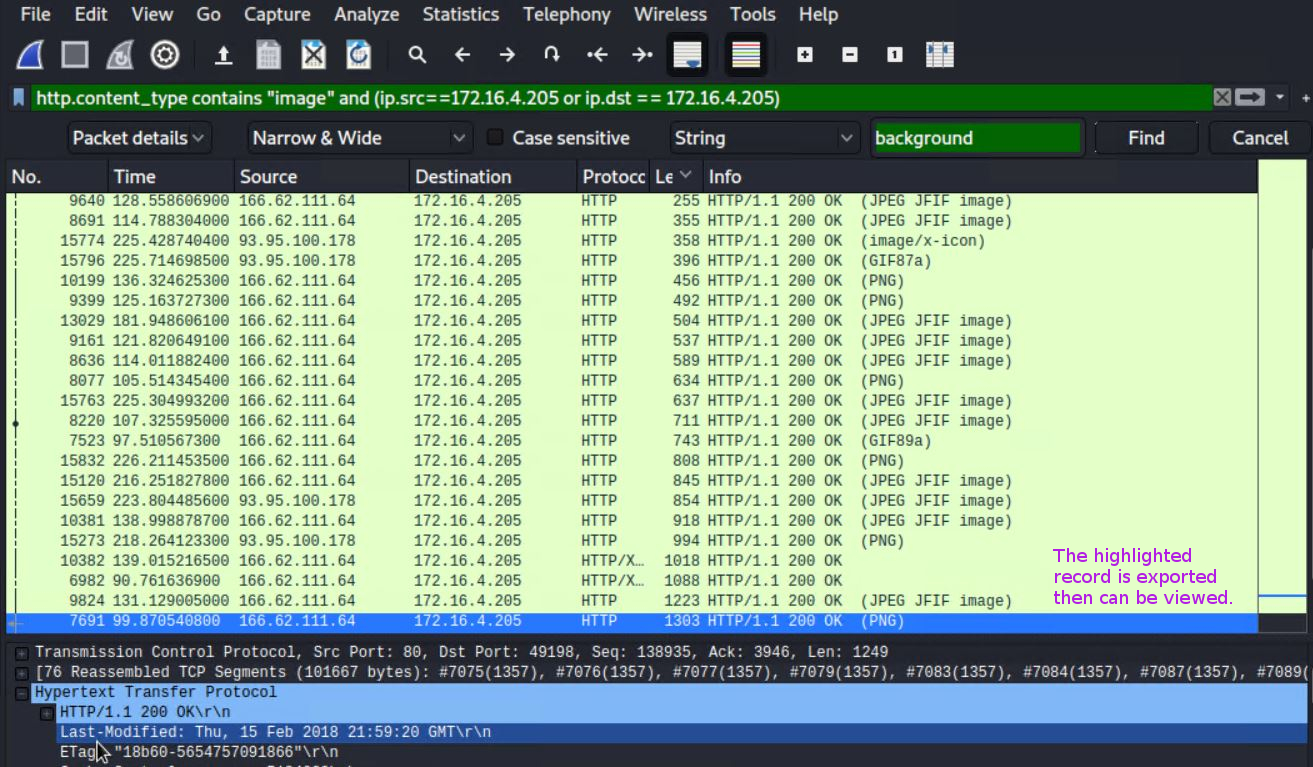 File Edit View Go Capture Analyze Statistics Telephony Wireless Tools Help
http.content_type contains "image" and (ip.src==172.16.4.205 or ip.dst == 172.16.4.205)
Packet details Narrow & Wide Case sensitive String background Find Cancel
No. Time Source Destination Protocc Le Info
9640 128.558606900 166.62.111.64 172.16.4.205 HTTP 255 HTTP/1.1 200 OK (JPEG JFIF image)
8691 114.788304000 166.62.111.64 172.16.4.205 HTTP 355 HTTP/1.1 200 OK (JPEG JFIF image)
15774 225.428740400 93.95.100.178 172.16.4.205 HTTP 358 HTTP/1.1 200 OK (image/x-icon)
15796 225.714698500 93.95.100.178 172.16.4.205 HTTP 396 HTTP/1.1 200 OK (GIF87a)
10199 136.324625300 166.62.111.64 172.16.4.205 HTTP 456 HTTP/1.1 200 OK (PNG)
9399 125.163727300 166.62.111.64 172.16.4.205 HTTP 492 HTTP/1.1 200 OK (PNG)
13029 181.948606100 166.62.111.64 172.16.4.205 HTTP 504 HTTP/1.1 200 OK (JPEG JFIF image)
9161 121.820649100 166.62.111.64 172.16.4.205 HTTP 537 HTTP/1.1 200 OK (JPEG JFIF image)
8636 114.011882400 166.62.111.64 172.16.4.205 HTTP 589 HTTP/1.1 200 OK (JPEG JFIF image)
8077 105.514345400 166.62.111.64 172.16.4.205 HTTP 634 HTTP/1.1 200 OK (PNG)
15763 225.304993200 166.62.111.64 172.16.4.205 HTTP 637 HTTP/1.1 200 OK (JPEG JFIF image)
8220 107.325595000 166.62.111.64 172.16.4.205 HTTP 711 HTTP/1.1 200 OK (JPEG JFIF image)
7523 97.510567300 166.62.111.64 172.16.4.205 HTTP 743 HTTP/1.1 200 OK (GIF89a)
15832 226.211453500 166.62.111.64 172.16.4.205 HTTP 808 HTTP/1.1 200 OK (PNG)
15120 216.251827800 166.62.111.64 172.16.4.205 HTTP 845 HTTP/1.1 200 OK (JPEG JFIF image)
15659 223.804485600 93.95.100.178 172.16.4.205 HTTP 854 HTTP/1.1 200 OK (JPEG JFIF image)
10381 138.998878700 166.62.111.64 172.16.4.205 HTTP 918 HTTP/1.1 200 OK (JPEG JFIF image)
15273 218.264123300 93.95.100.178 172.16.4.205 HTTP 994 HTTP/1.1 200 OK (PNG)
10382 139.015216500 166.62.111.64 172.16.4.205 HTTP/X… 1018 HTTP/1.1 200 OK
6982 90.761636900 166.62.111.64 172.16.4.205 HTTP/X… 1088 HTTP/1.1 200 OK
9824 131.129005000 166.62.111.64 172.16.4.205 HTTP 1223 HTTP/1.1 200 OK (JPEG JFIF image)
7691 99.870540800 166.62.111.64 172.16.4.205 HTTP 1303 HTTP/1.1 200 OK (PNG)
The highlighted
record is exported
then can be viewed.
Transmission Control Protocol, Src Port: 80, Dst Port: 49198, Seq: 138935, Ack: 3946, Len: 1249
[76 Reassembled TCP Segments (101667 bytes): #7075(1357), #7076(1357), #7077(1357), #7079(1357), #7083(1357), #7084(1357), #7087(1357), #7089(
Hypertext Transfer Protocol
HTTP/1.1 200 OK\r\n
Last-Modified: Thu, 15 Feb 2018 21:59:20 GMT\r\n
ETag: "18b60-5654757091866"\r\n